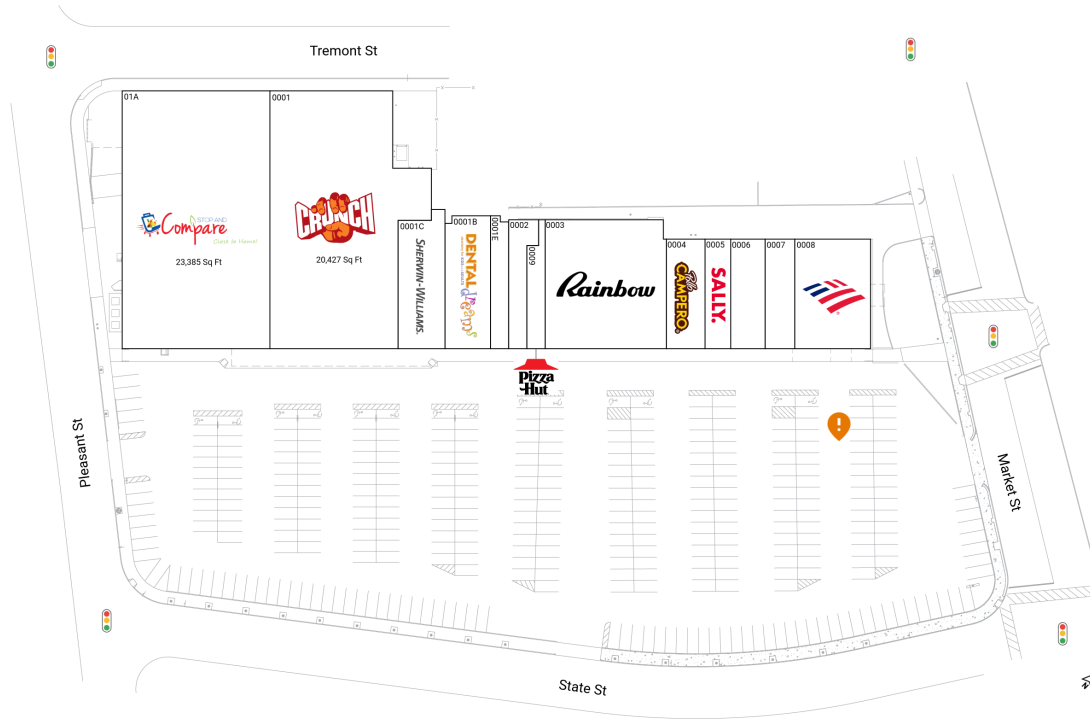 Tremont St
01A
0001
STOP AND
Compare
Close to Home!
23,385 Sq Ft
CRUNCH
20,427 Sq Ft
0001C
SHERWIN-WILLIAMS.
0001B
DENTAL
dreams
0001E
0002
0009
Pizza
Hut
0003
Rainbow
0004
Pollo
CAMPERO
0005
SALLY.
0006
0007
0008
Pleasant St
Market St
State St